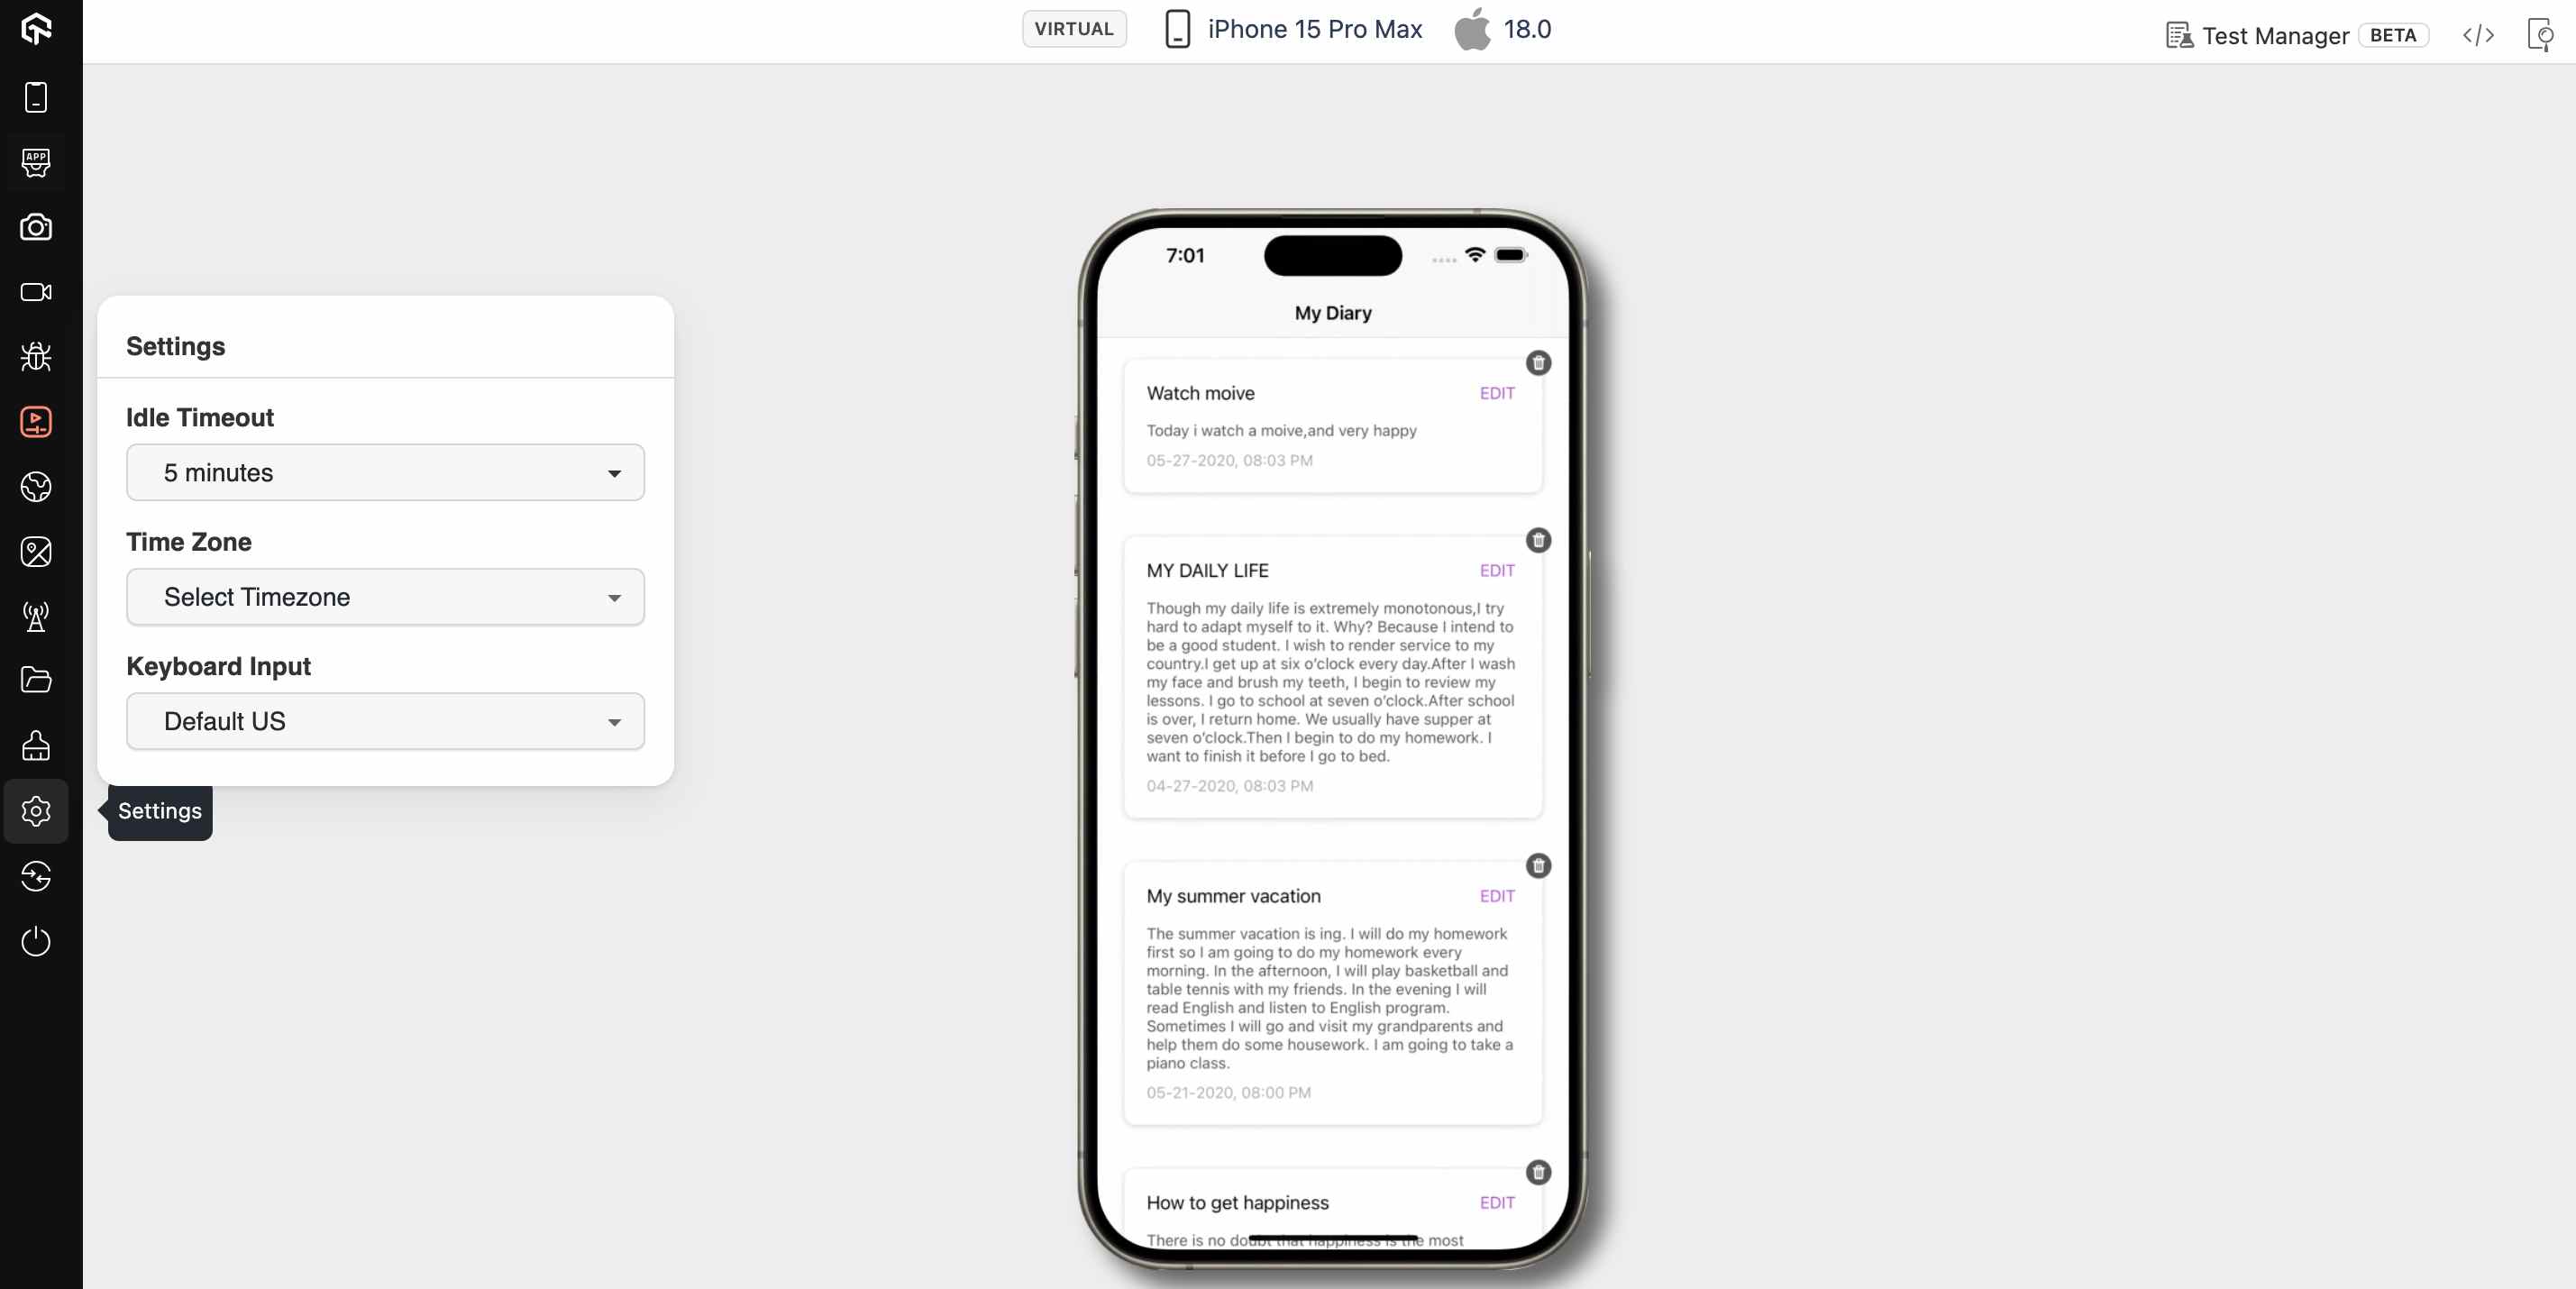 VIRTUAL
iPhone 15 Pro Max
18.0
Test Manager
BETA
</>
APP
Settings
Idle Timeout
5 minutes
Time Zone
Select Timezone
Keyboard Input
Default US
Settings
7:01
My Diary
Watch moive
EDIT
Today i watch a moive,and very happy
05-27-2020, 08:03 PM
MY DAILY LIFE
EDIT
Though my daily life is extremely monotonous,I try
hard to adapt myself to it. Why? Because I intend to
be a good student. I wish to render service to my
country.I get up at six o'clock every day.After I wash
my face and brush my teeth, I begin to review my
lessons. I go to school at seven o'clock.After school
is over, I return home. We usually have supper at
seven o'clock.Then I begin to do my homework. I
want to finish it before I go to bed.
04-27-2020, 08:03 PM
My summer vacation
EDIT
The summer vacation is ing. I will do my homework
first so I am going to do my homework every
morning. In the afternoon, I will play basketball and
table tennis with my friends. In the evening I will
read English and listen to English program.
Sometimes I will go and visit my grandparents and
help them do some housework. I am going to take a
piano class.
05-21-2020, 08:00 PM
How to get happiness
EDIT
There is no doubt that happiness is the most